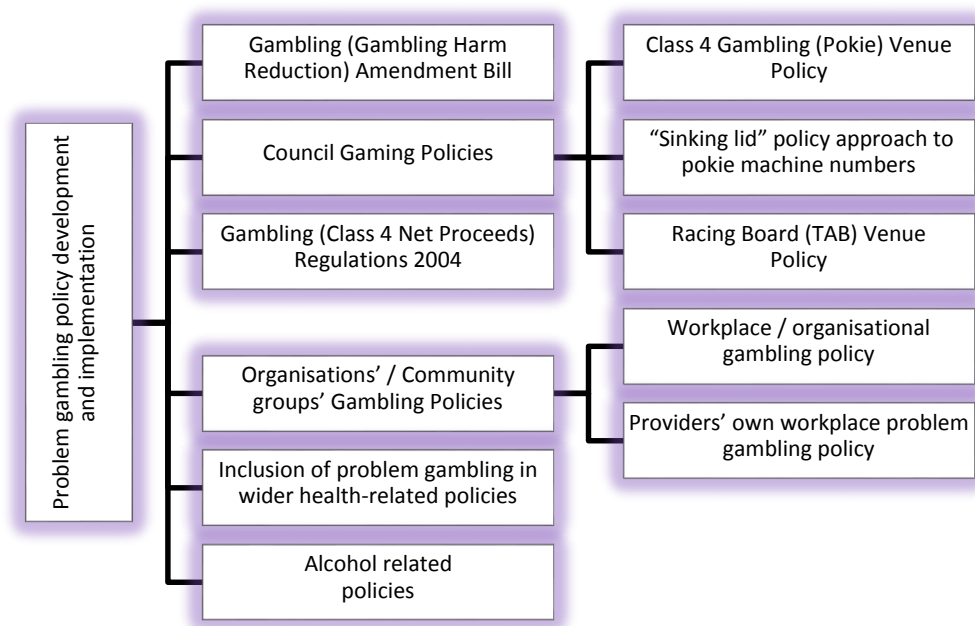 Problem gambling policy development
and implementation
Gambling (Gambling Harm
Reduction) Amendment Bill
Council Gaming Policies
Gambling (Class 4 Net Proceeds)
Regulations 2004
Organisations’ / Community
groups’ Gambling Policies
Inclusion of problem gambling in
wider health-related policies
Alcohol related
policies
Class 4 Gambling (Pokie) Venue
Policy
“Sinking lid” policy approach to
pokie machine numbers
Racing Board (TAB) Venue
Policy
Workplace / organisational
gambling policy
Providers’ own workplace problem
gambling policy